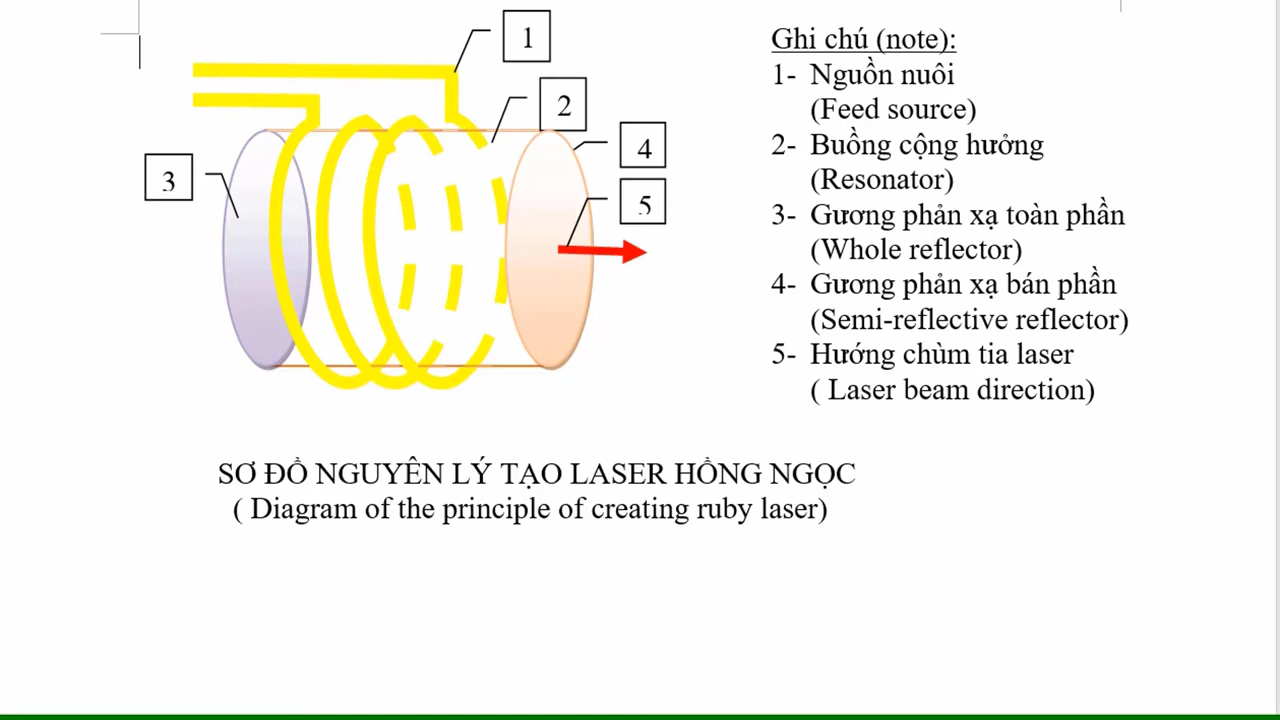 1
2
3
4
5
Ghi chú (note):
1- Nguồn nuôi
(Feed source)
2- Buồng cộng hưởng
(Resonator)
3- Gương phản xạ toàn phần
(Whole reflector)
4- Gương phản xạ bán phần
(Semi-reflective reflector)
5- Hướng chùm tia laser
( Laser beam direction)
SƠ ĐỒ NGUYÊN LÝ TẠO LASER HỒNG NGỌC
( Diagram of the principle of creating ruby laser)